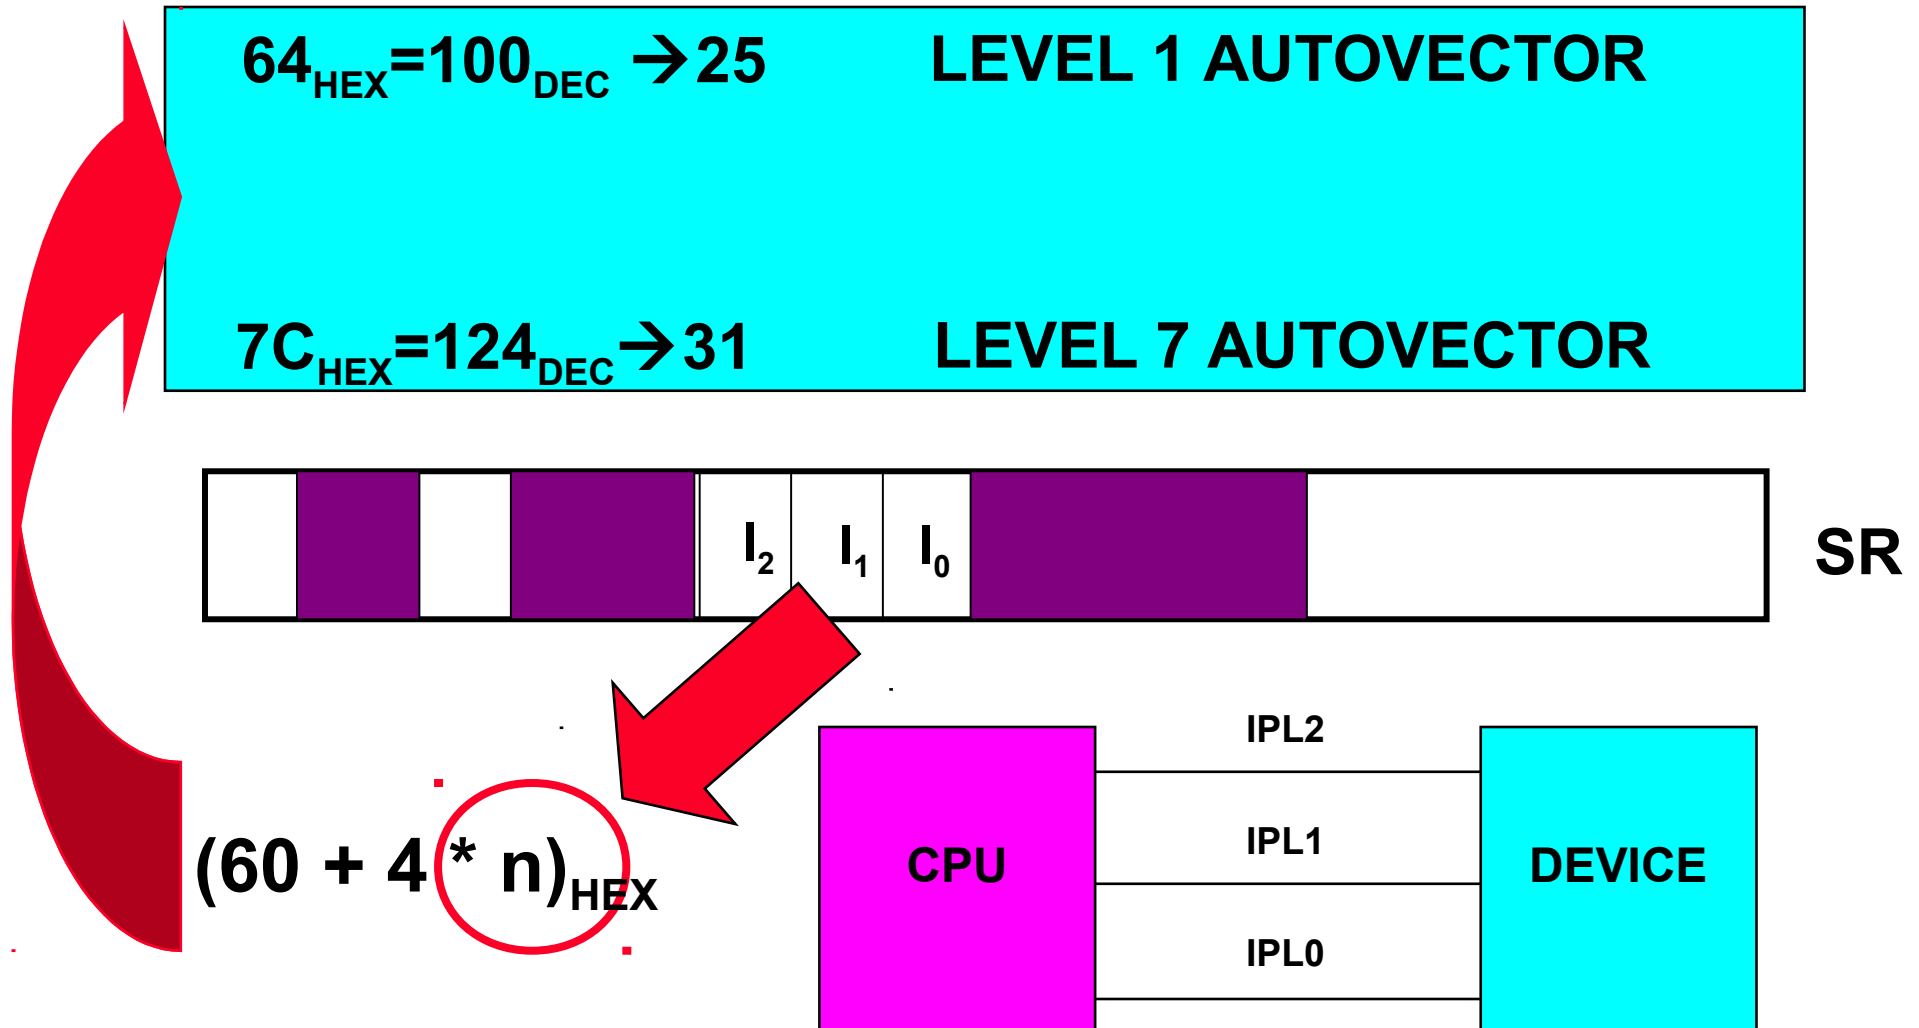 64HEX=100DEC →25 LEVEL 1 AUTOVECTOR
7CHEX=124DEC→31 LEVEL 7 AUTOVECTOR
I2 I1 I0
SR
IPL2
IPL1
(60 + 4 * n)HEX
CPU
DEVICE
IPL0